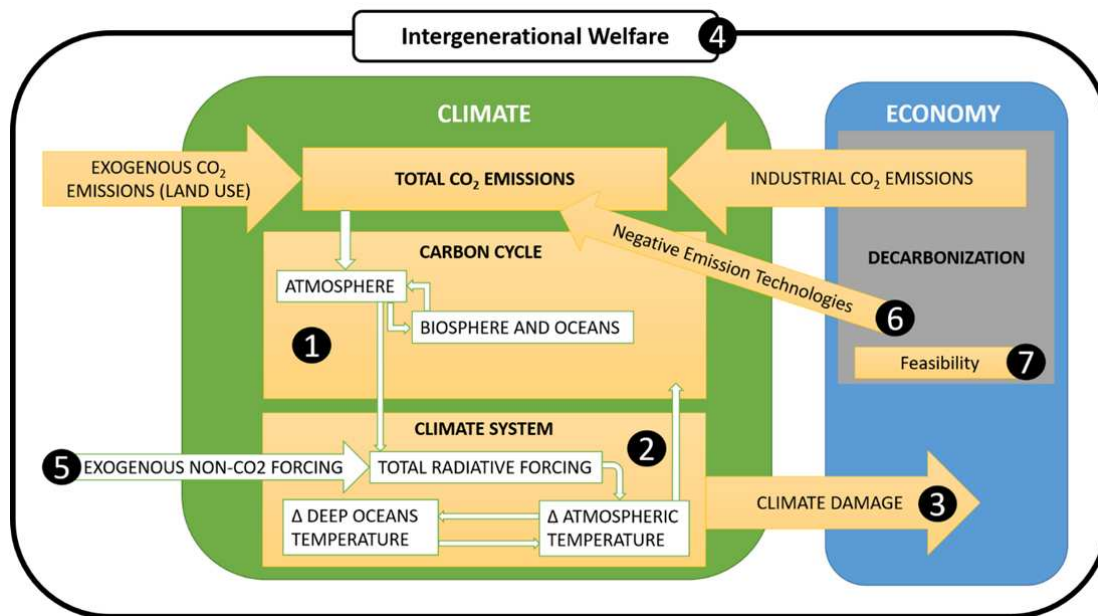 Intergenerational Welfare 4
CLIMATE
ECONOMY
EXOGENOUS CO₂
EMISSIONS (LAND USE)
TOTAL CO₂ EMISSIONS
INDUSTRIAL CO₂ EMISSIONS
CARBON CYCLE
Negative Emission Technologies
6
DECARBONIZATION
ATMOSPHERE
BIOSPHERE AND OCEANS
1
Feasibility 7
CLIMATE SYSTEM
2
5 EXOGENOUS NON-CO2 FORCING
TOTAL RADIATIVE FORCING
Δ DEEP OCEANS
TEMPERATURE
Δ ATMOSPHERIC
TEMPERATURE
CLIMATE DAMAGE 3